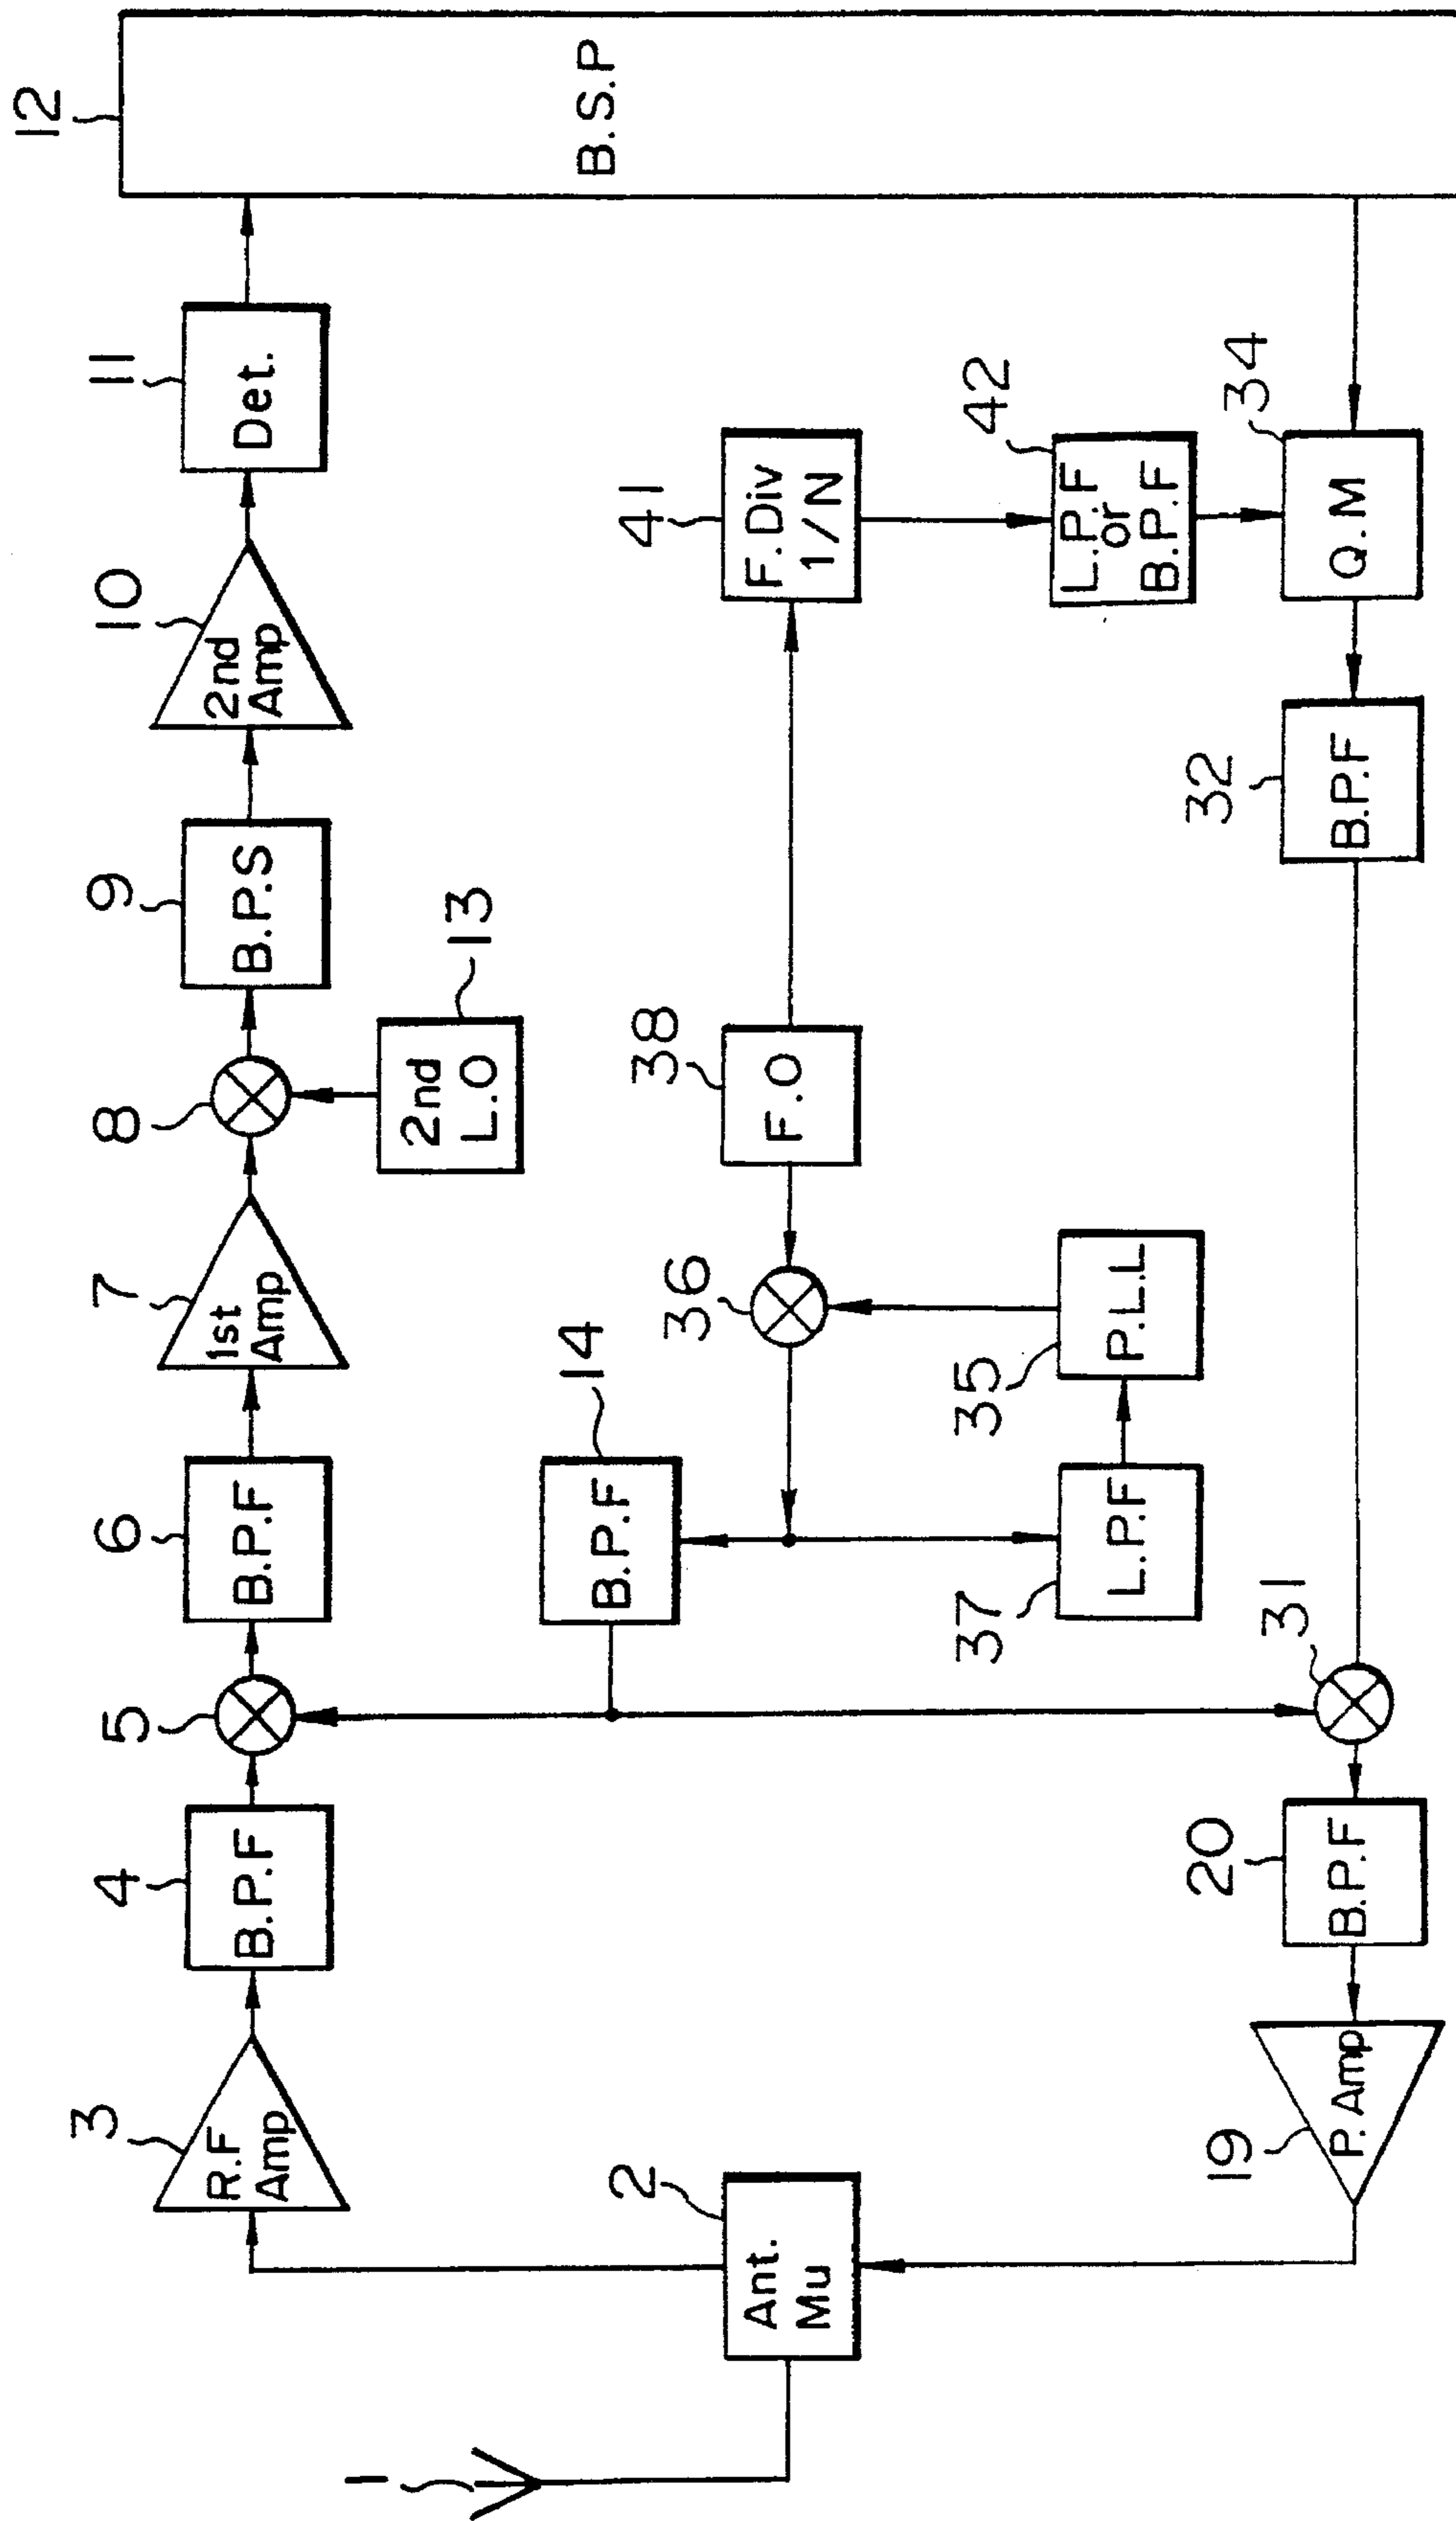 1
2
Ant.
Mu
3
R.F
Amp
4
B.P.F
5
6
B.P.F
7
1st
Amp
8
9
B.P.S
10
2nd
Amp
11
Det.
12
B.S.P
13
2nd
L.O
14
B.P.F
36
38
F.O
41
F.Div
1/N
37
L.P.F
35
P.L.L
42
L.P.F
or
B.P.F
19
P.Amp
20
B.P.F
31
32
B.P.F
34
Q.M